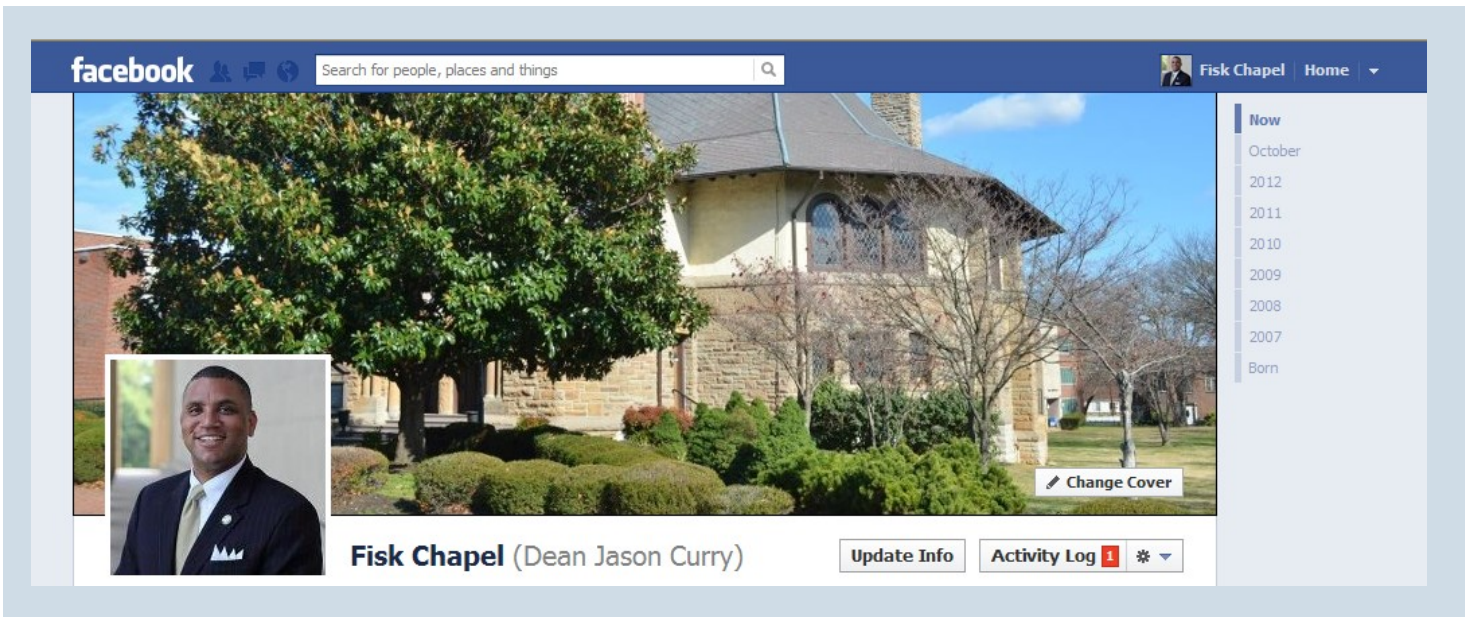 facebook
Search for people, places and things
Fisk Chapel
Home
Now
October
2012
2011
2010
2009
2008
2007
Born
Change Cover
Fisk Chapel (Dean Jason Curry)
Update Info
Activity Log 1